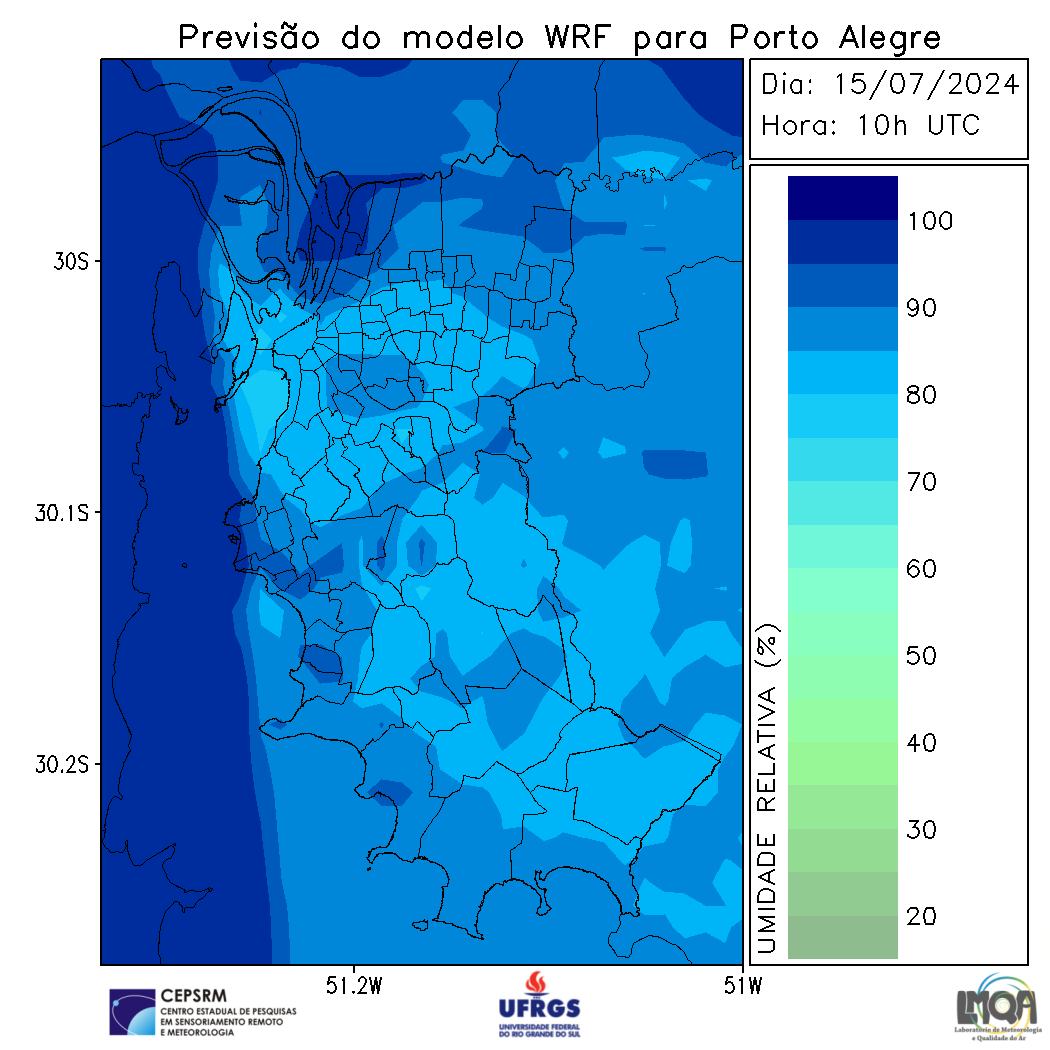 Previsão do modelo WRF para Porto Alegre
Dia: 15/07/2024
Hora: 10h UTC
100
90
80
70
60
50
40
30
20
UMIDADE RELATIVA (%)
30S
30.1S
30.2S
51.2W
51W
CEPSRM
CENTRO ESTADUAL DE PESQUISAS
EM SENSORIAMENTO REMOTO
E METEOROLOGIA
UFRGS
UNIVERSIDADE FEDERAL
DO RIO GRANDE DO SUL
LMQA
Laboratório de Meteorologia
e Qualidade do Ar